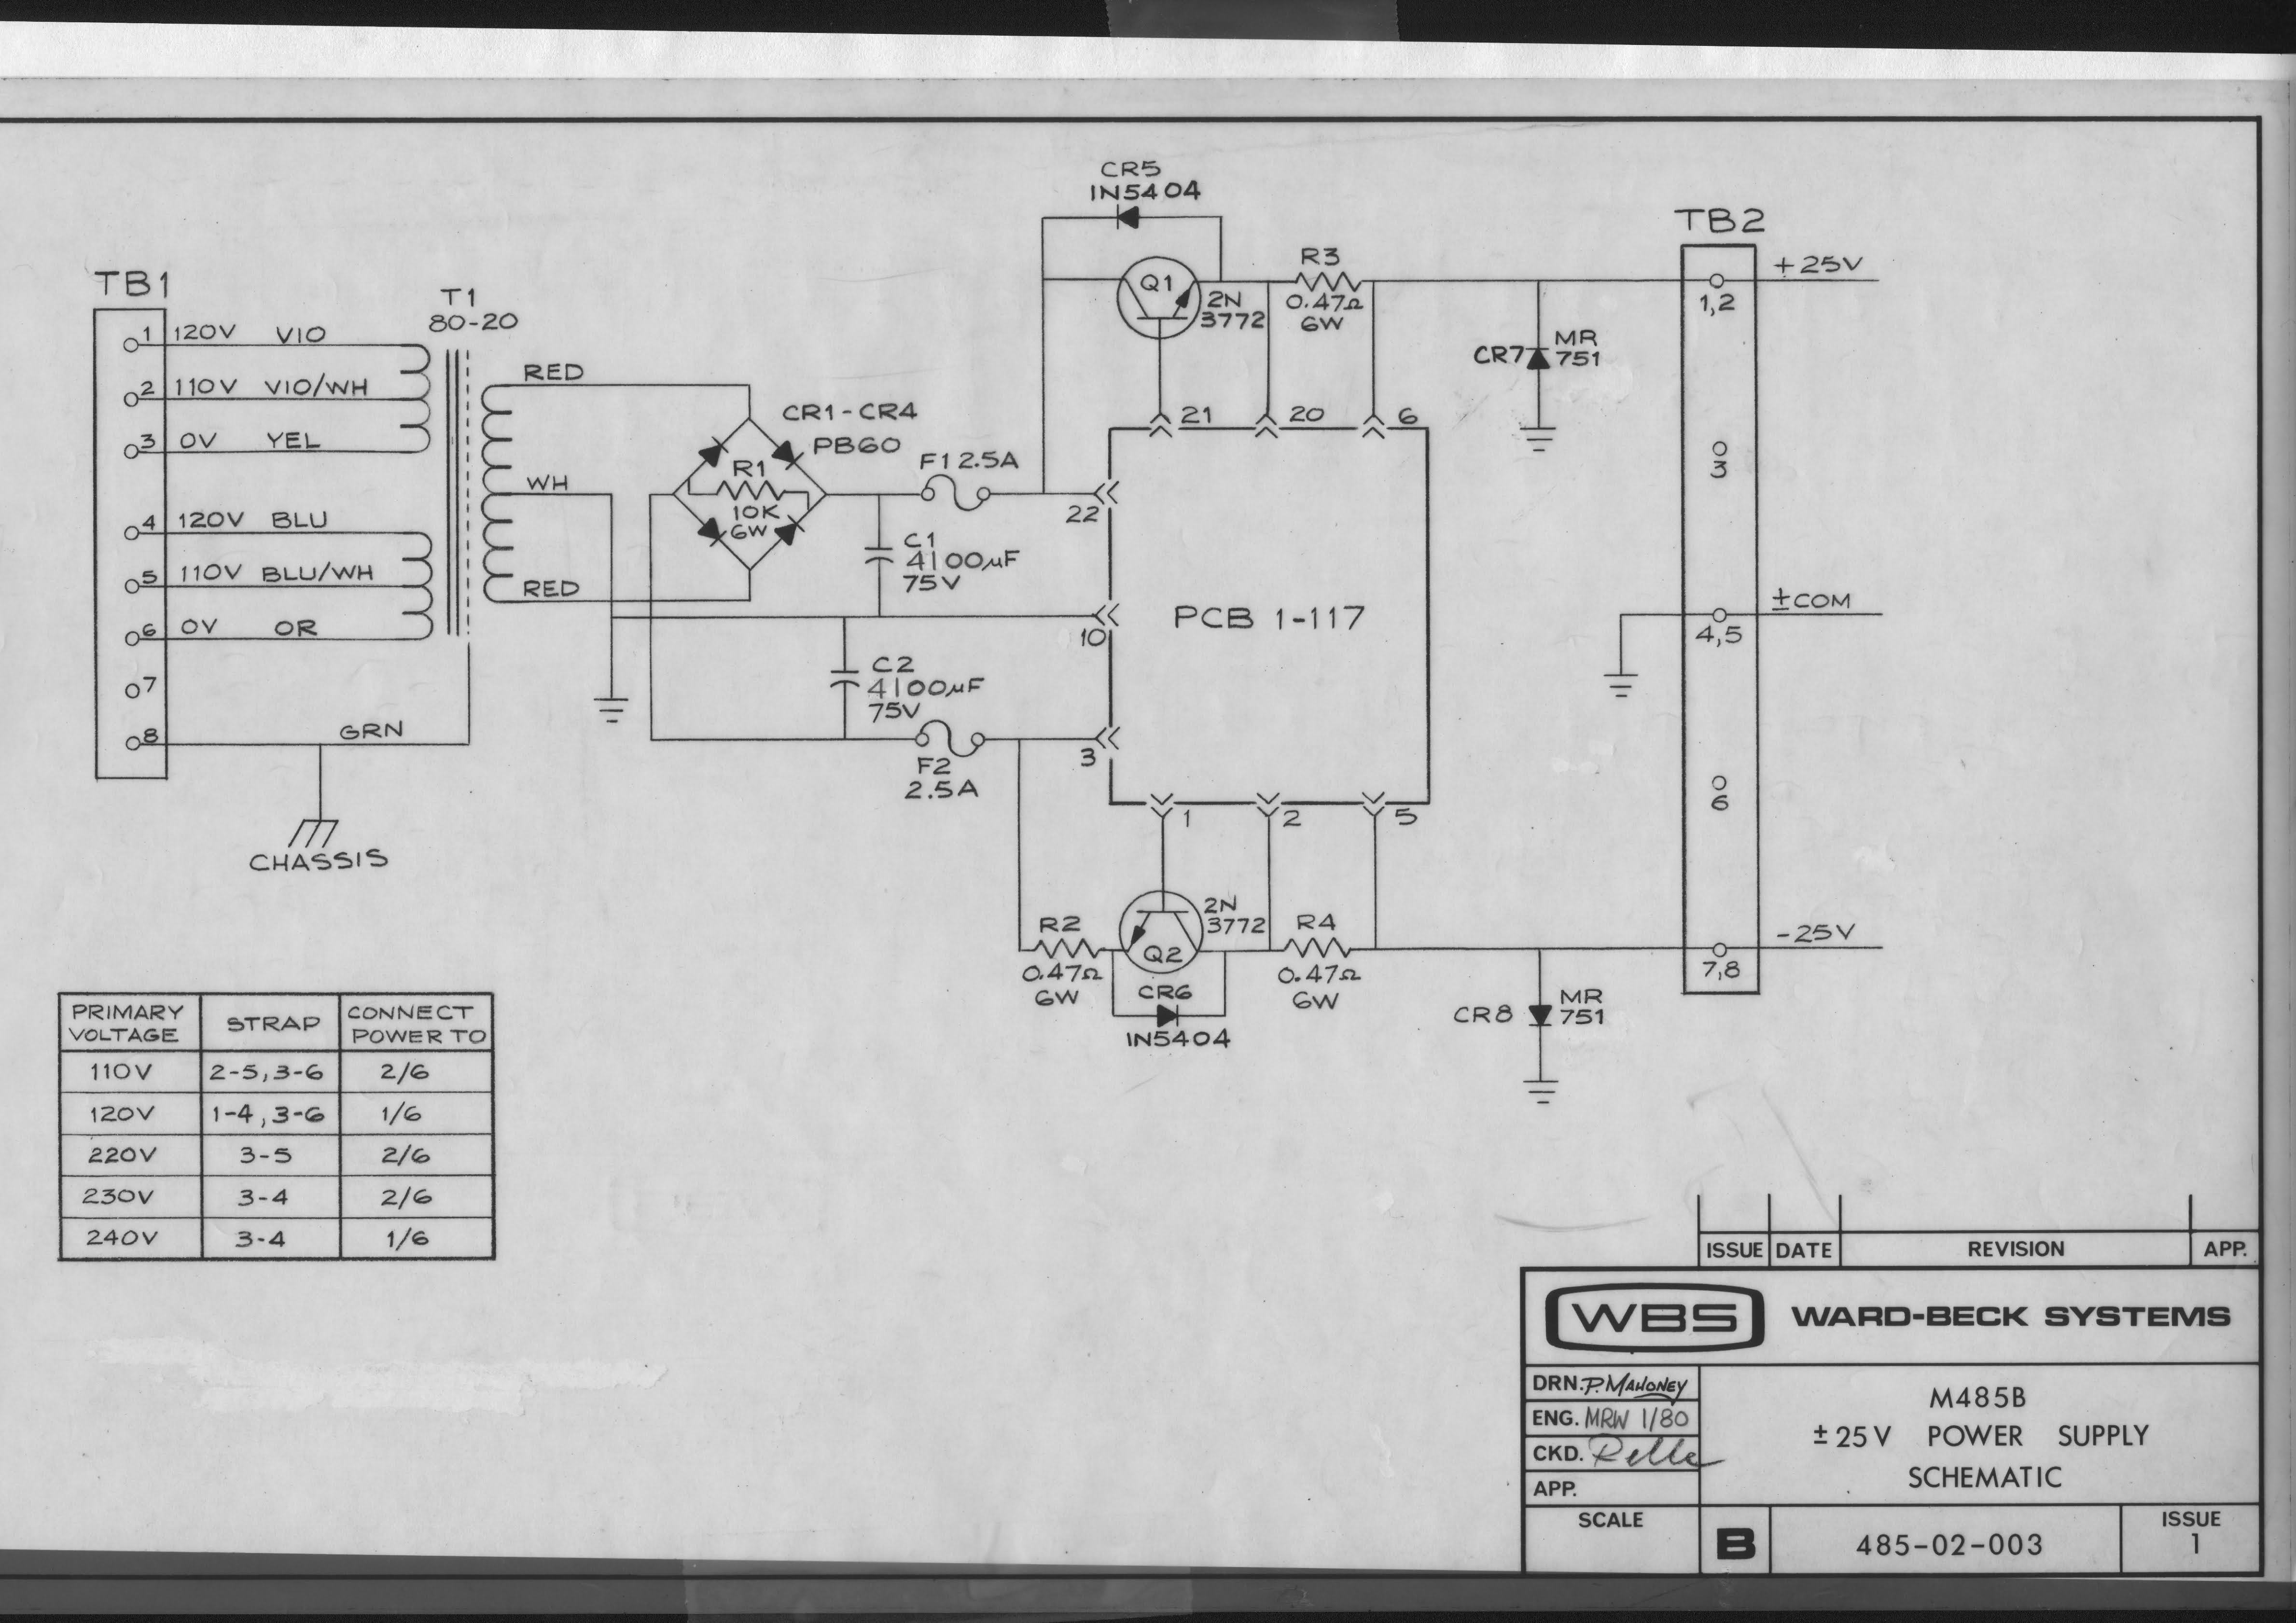 CR5
1N5404
TB2
+25V
1,2
3
±COM
4,5
6
-25V
7,8
TB1
1 120V VIO
2 110V VIO/WH
3 0V YEL
4 120V BLU
5 110V BLU/WH
6 0V OR
7
8
GRN
CHASSIS
T1
80-20
RED
WH
RED
CR1-CR4
PB60
R1
10K
6W
F1 2.5A
C1
4100µF
75V
C2
4100µF
75V
F2
2.5A
Q1
2N
3772
R3
0.47Ω
6W
CR7
MR
751
21
20
6
22
10
3
PCB 1-117
1
2
5
R2
0.47Ω
6W
Q2
2N
3772
CR6
1N5404
R4
0.47Ω
6W
CR8
MR
751
PRIMARY VOLTAGE STRAP CONNECT POWER TO
110V 2-5,3-6 2/6
120V 1-4,3-6 1/6
220V 3-5 2/6
230V 3-4 2/6
240V 3-4 1/6
ISSUE DATE REVISION APP.
WBS WARD-BECK SYSTEMS
DRN. P. MAHONEY
ENG. MRW 1/80
CKD.
APP.
SCALE
M485B
±25V POWER SUPPLY
SCHEMATIC
B
485-02-003
ISSUE
1